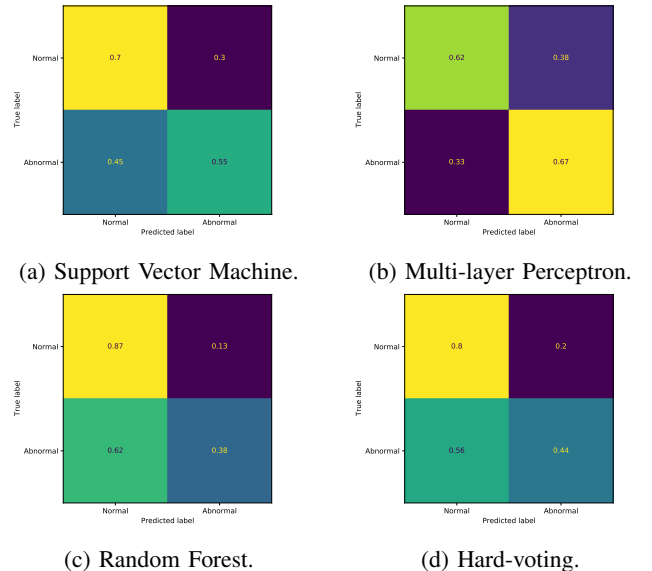 Normal
0.7
0.3
True label
Abnormal
0.45
0.55
Normal
Abnormal
Predicted label
(a) Support Vector Machine.
Normal
0.62
0.38
True label
Abnormal
0.33
0.67
Normal
Abnormal
Predicted label
(b) Multi-layer Perceptron.
Normal
0.87
0.13
True label
Abnormal
0.62
0.38
Normal
Abnormal
Predicted label
(c) Random Forest.
Normal
0.8
0.2
True label
Abnormal
0.56
0.44
Normal
Abnormal
Predicted label
(d) Hard-voting.